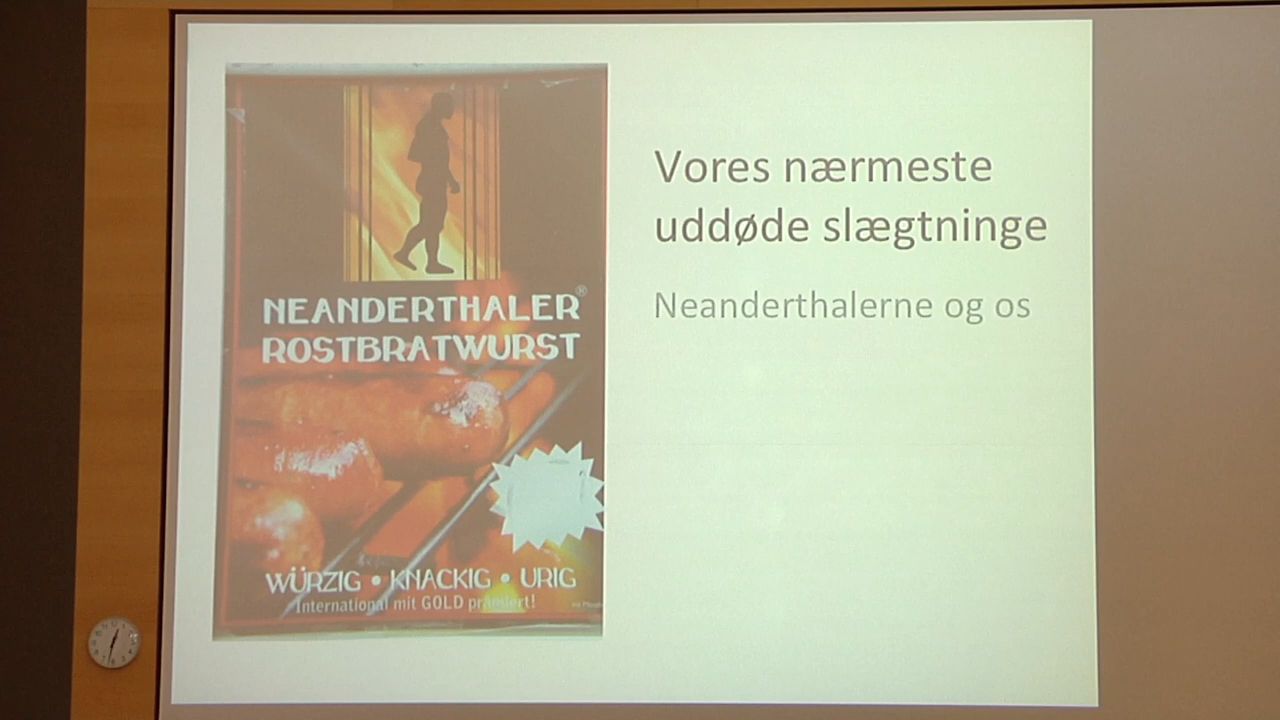 NEANDERTHALER®
ROSTBRATWURST
WÜRZIG • KNACKIG • URIG
International mit GOLD prämiert!
Vores nærmeste
uddøde slægtninge
Neanderthalerne og os